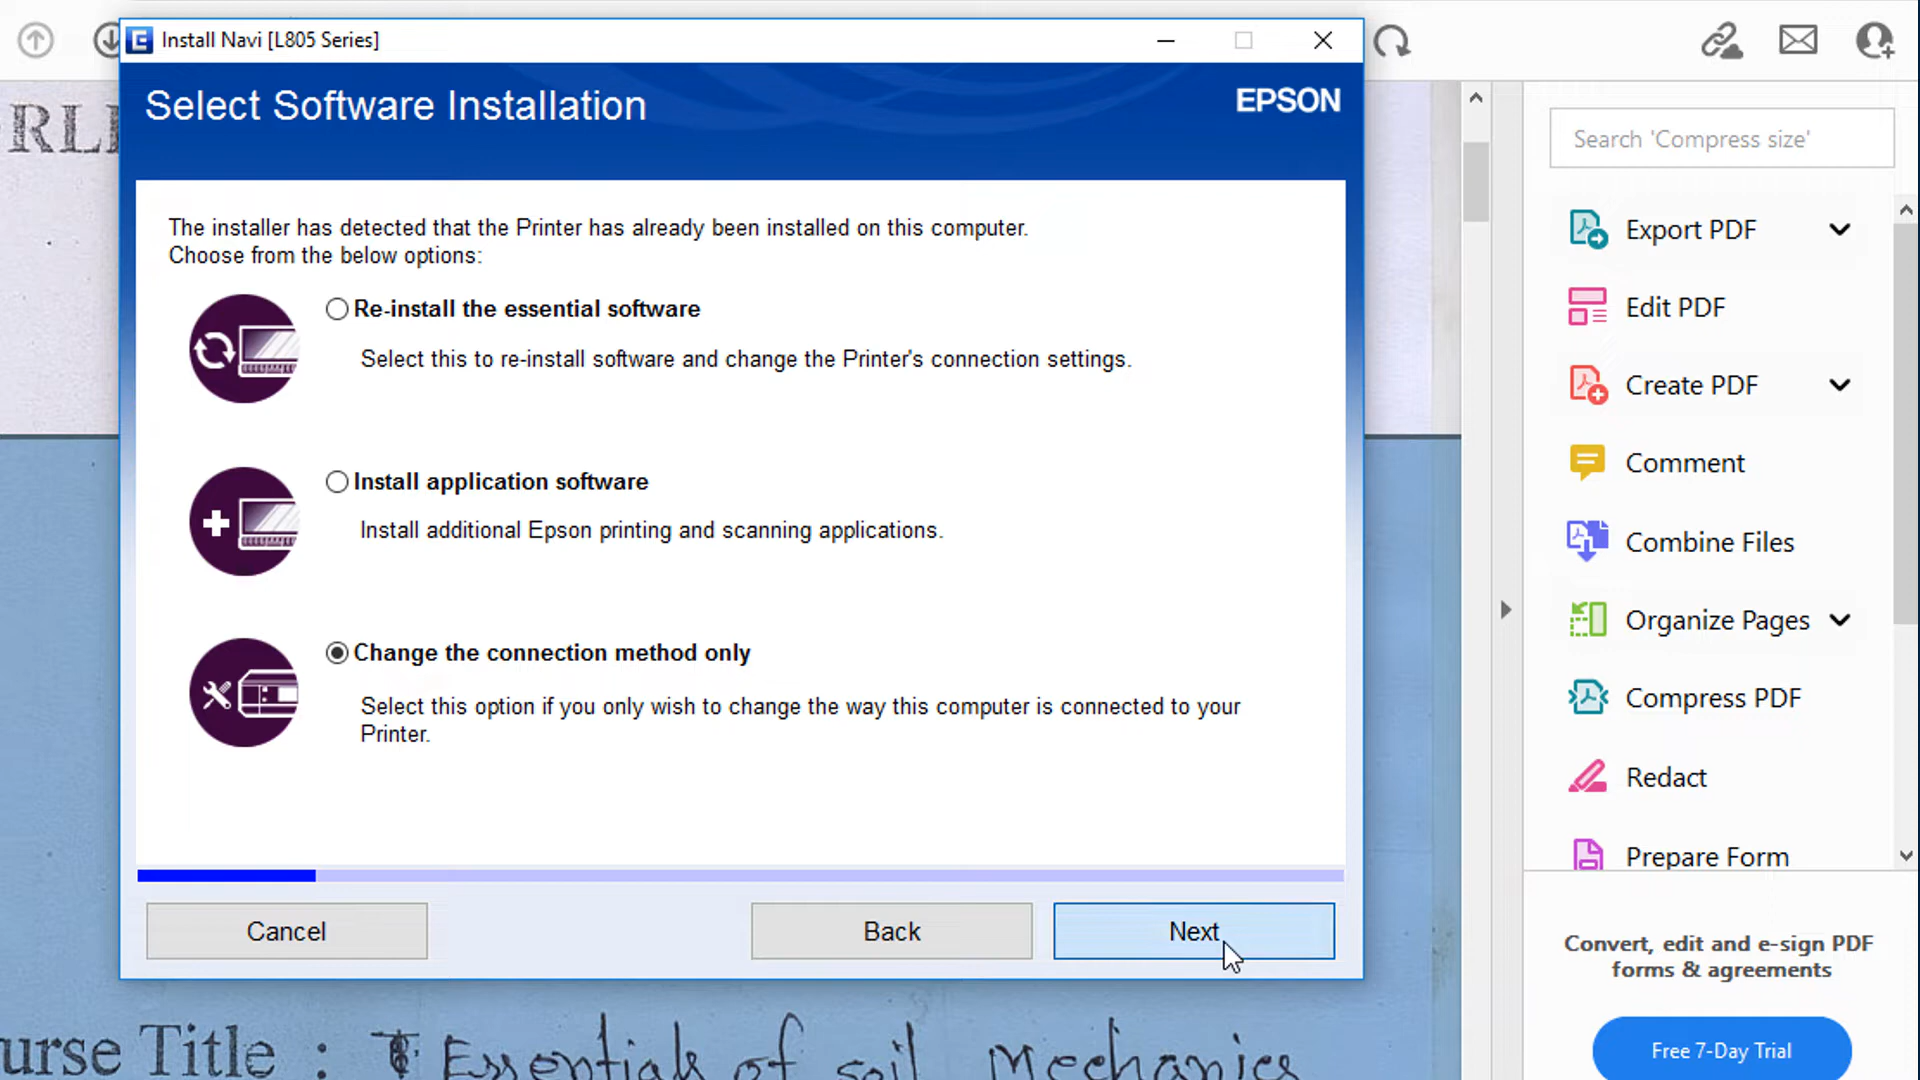 Install Navi [L805 Series]
Select Software Installation
EPSON
The installer has detected that the Printer has already been installed on this computer.
Choose from the below options:
Re-install the essential software
Select this to re-install software and change the Printer's connection settings.
Install application software
Install additional Epson printing and scanning applications.
Change the connection method only
Select this option if you only wish to change the way this computer is connected to your
Printer.
Cancel
Back
Next
RL
urse Title : Essentials of soil Mechanics
Search 'Compress size'
Export PDF
Edit PDF
Create PDF
Comment
Combine Files
Organize Pages
Compress PDF
Redact
Prepare Form
Convert, edit and e-sign PDF
forms & agreements
Free 7-Day Trial